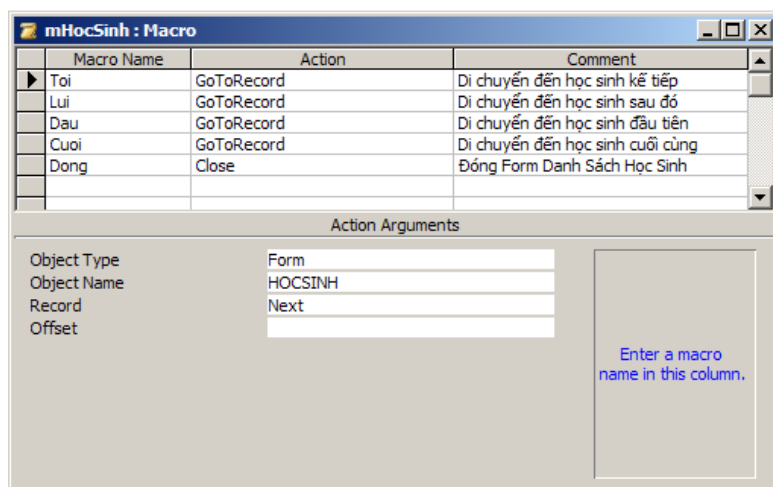 mHocSinh : Macro
Macro Name Action Comment
Toi GoToRecord Di chuyển đến học sinh kế tiếp
Lui GoToRecord Di chuyển đến học sinh sau đó
Dau GoToRecord Di chuyển đến học sinh đầu tiên
Cuoi GoToRecord Di chuyển đến học sinh cuối cùng
Dong Close Đóng Form Danh Sách Học Sinh
Action Arguments
Object Type Form
Object Name HOCSINH
Record Next
Offset
Enter a macro
name in this column.